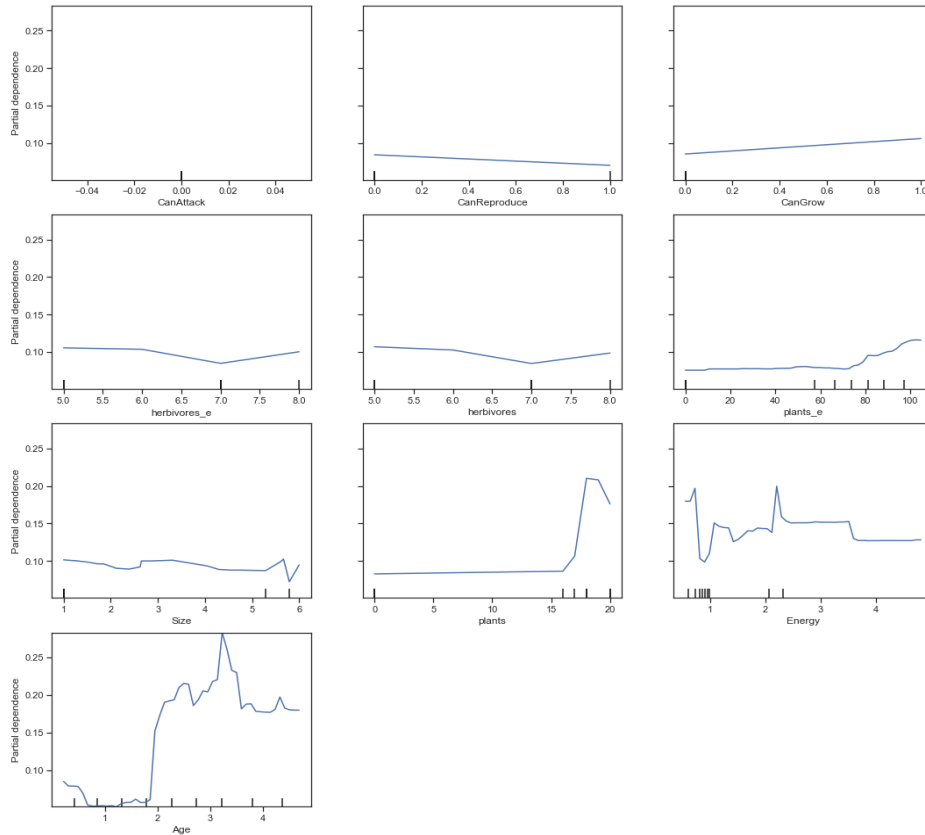 0.25
0.20
0.15
0.10
Partial dependence
−0.04 −0.02 0.00 0.02 0.04
CanAttack
0.0 0.2 0.4 0.6 0.8 1.0
CanReproduce
0.0 0.2 0.4 0.6 0.8 1.0
CanGrow
0.25
0.20
0.15
0.10
Partial dependence
5.0 5.5 6.0 6.5 7.0 7.5 8.0
herbivores_e
5.0 5.5 6.0 6.5 7.0 7.5 8.0
herbivores
0 20 40 60 80 100
plants_e
0.25
0.20
0.15
0.10
Partial dependence
1 2 3 4 5 6
Size
0 5 10 15 20
plants
1 2 3 4
Energy
0.25
0.20
0.15
0.10
Partial dependence
1 2 3 4
Age